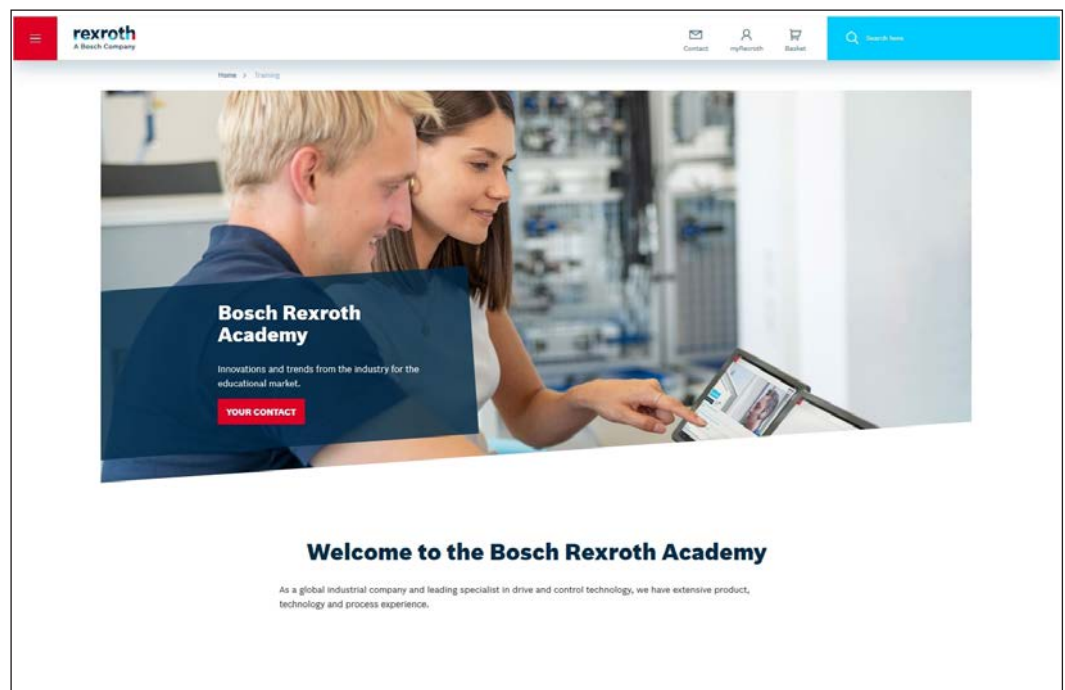 rexroth
A Bosch Company
Contact
myRexroth
Basket
Search here
Home > Training
Bosch Rexroth
Academy
Innovations and trends from the industry for the
educational market.
YOUR CONTACT
Welcome to the Bosch Rexroth Academy
As a global industrial company and leading specialist in drive and control technology, we have extensive product,
technology and process experience.